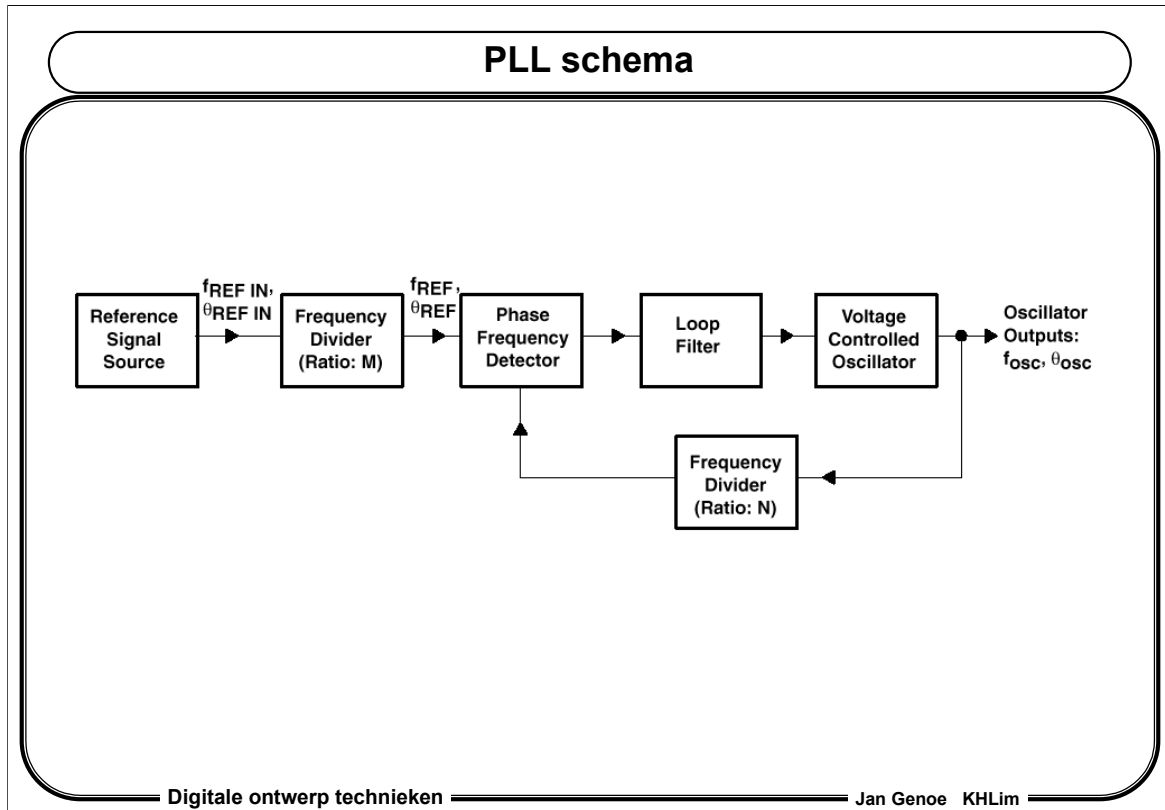 PLL schema
Reference
Signal
Source
fREF IN,
θREF IN
Frequency
Divider
(Ratio: M)
fREF,
θREF
Phase
Frequency
Detector
Loop
Filter
Voltage
Controlled
Oscillator
Oscillator
Outputs:
fosc, θosc
Frequency
Divider
(Ratio: N)
Digitale ontwerp technieken
Jan Genoe KHLim